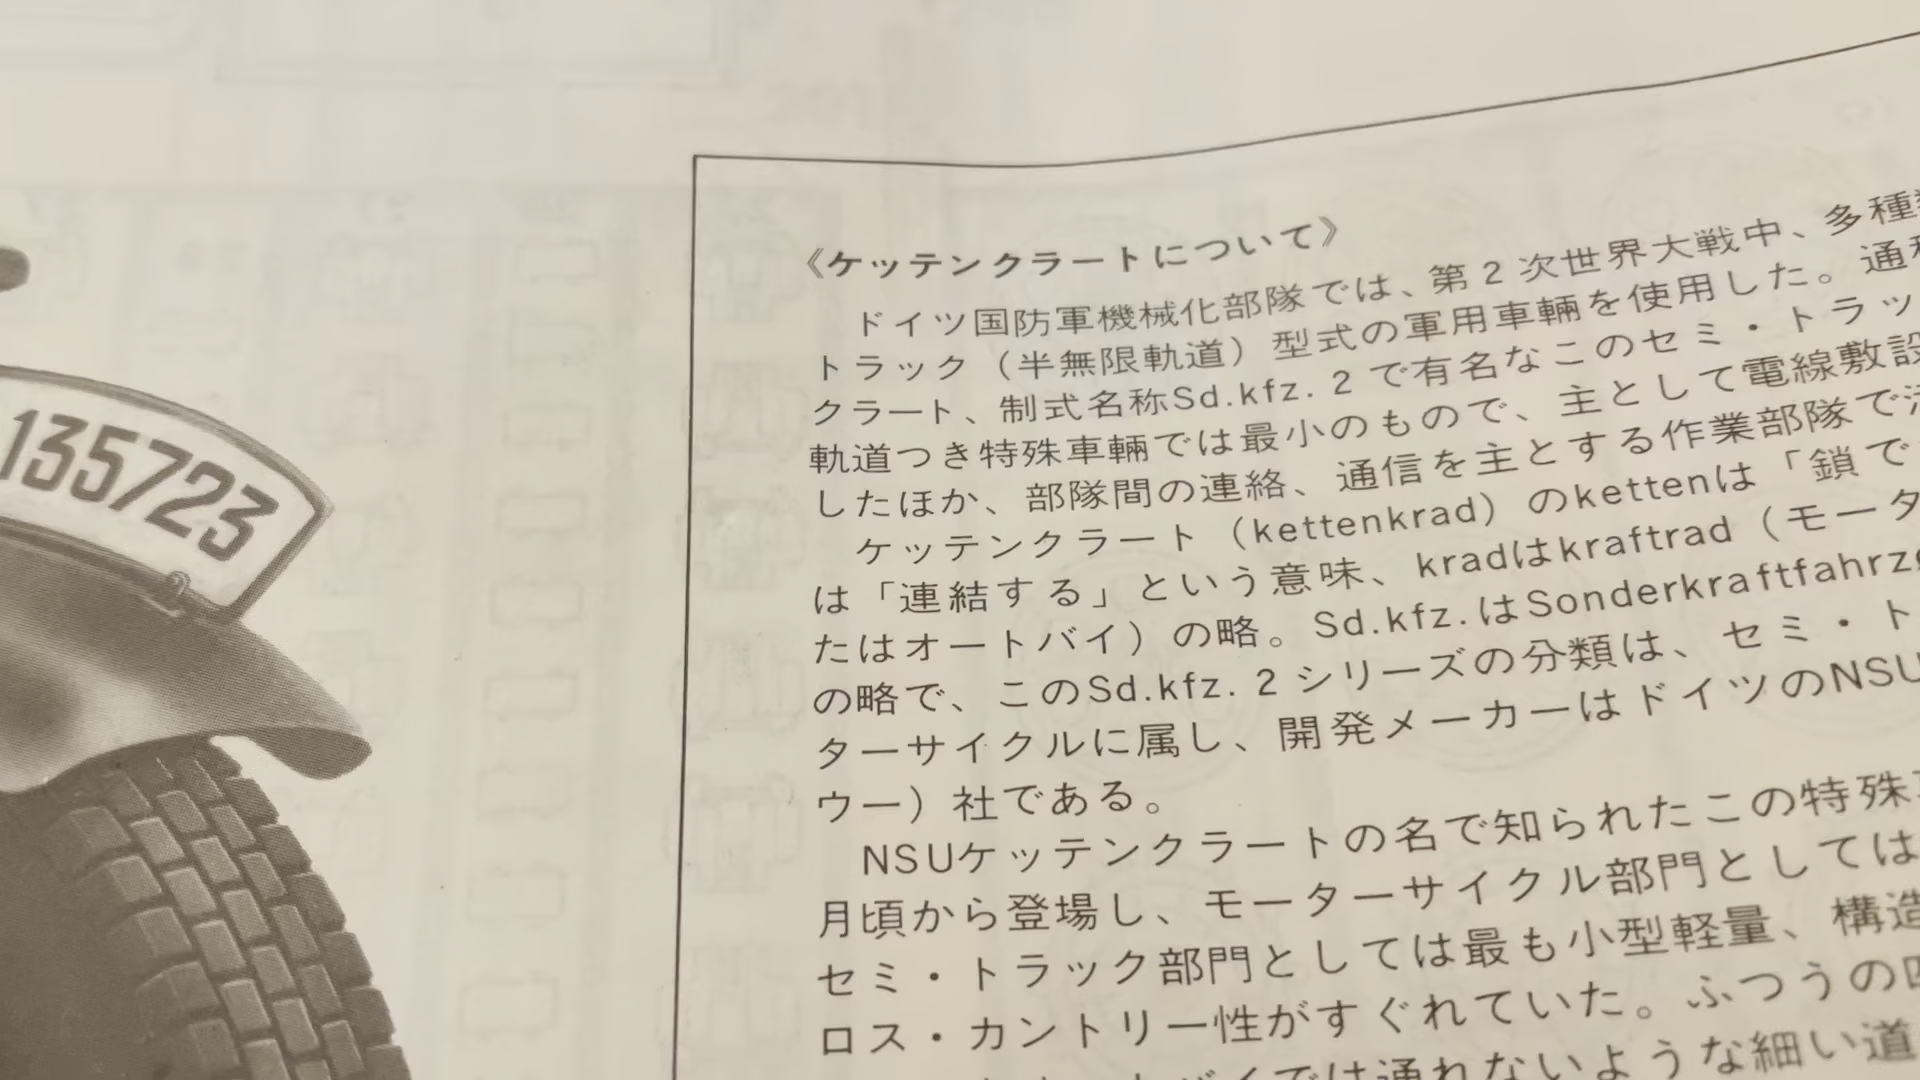 135723
《ケッテンクラートについて》
ドイツ国防軍機械化部隊では、第2次世界大戦中、多種
トラック（半無限軌道）型式の軍用車輛を使用した。通
クラート、制式名称Sd.kfz. 2 で有名なこのセミ・トラッ
軌道つき特殊車輛では最小のもので、主として電線敷設
したほか、部隊間の連絡、通信を主とする作業部隊で
ケッテンクラート（kettenkrad）のkettenは「鎖で
は「連結する」という意味、kradはkraftrad（モータ
たはオートバイ）の略。Sd.kfz.はSonderkraftfahrz
の略で、このSd.kfz. 2 シリーズの分類は、セミ・ト
ターサイクルに属し、開発メーカーはドイツのNSU
ウー）社である。
NSUケッテンクラートの名で知られたこの特殊
月頃から登場し、モーターサイクル部門としては
セミ・トラック部門としては最も小型軽量、構造
ロス・カントリー性がすぐれていた。ふつうの四
バイでは通れないような細い道